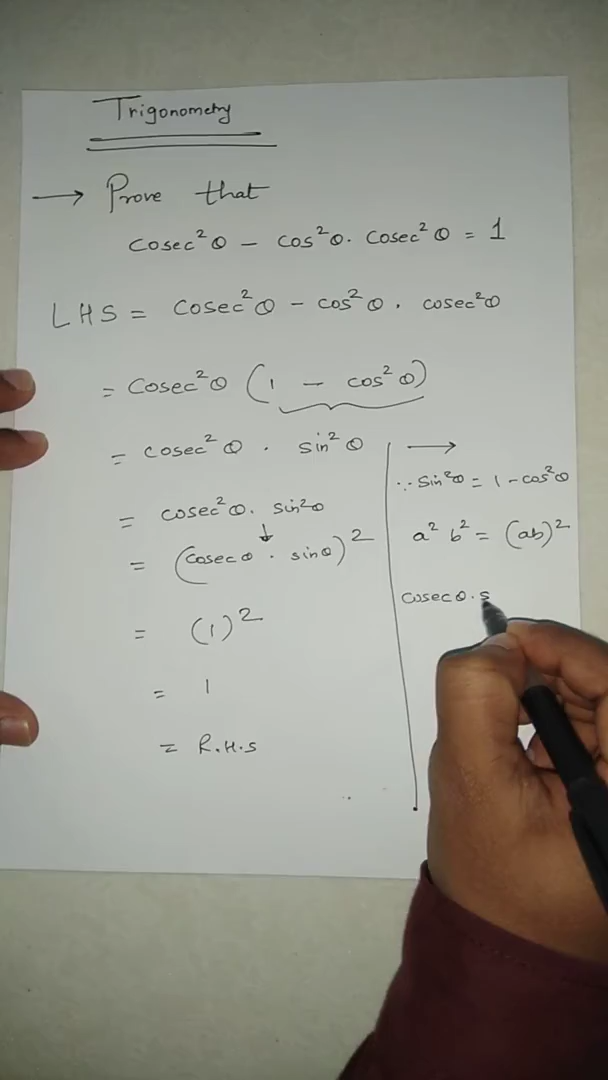 Trigonometry
→ Prove that
cosec²θ - cos²θ. cosec²θ = 1
LHS = cosec²θ - cos²θ . cosec²θ
= cosec²θ (1 - cos²θ)
= cosec²θ . sin²θ
= cosec²θ. sin²θ
= (cosecθ . sinθ)²
= (1)²
= 1
= R.H.S
→
∵ sin²θ = 1 - cos²θ
a² b² = (ab)²
cosecθ. s